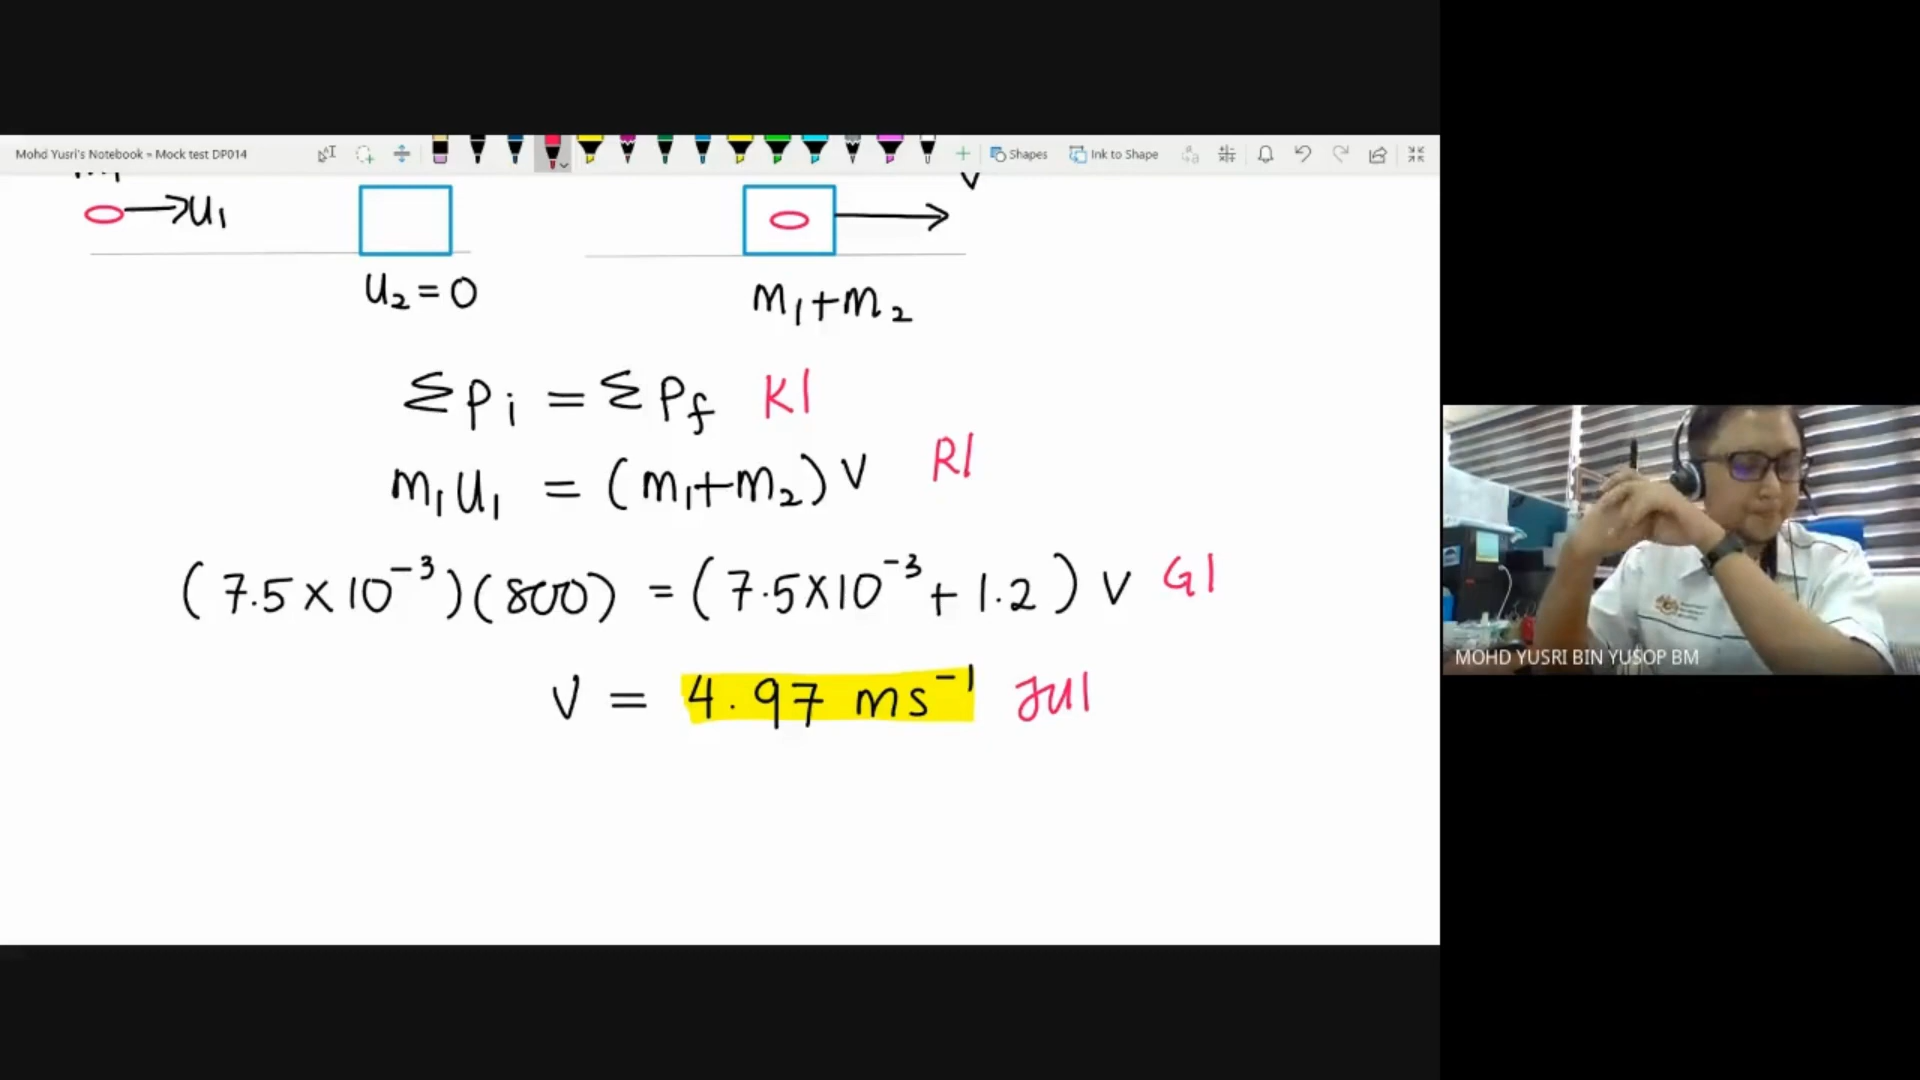 Mohd Yusri's Notebook » Mock test DP014
Shapes
Ink to Shape
→u₁
v
u₂ = 0
m₁+m₂
Σpᵢ = Σp_f K1
m₁u₁ = (m₁+m₂)v R1
(7.5×10⁻³)(800) = (7.5×10⁻³ + 1.2) v G1
v = 4.97 ms⁻¹ JU1
MOHD YUSRI BIN YUSOP BM